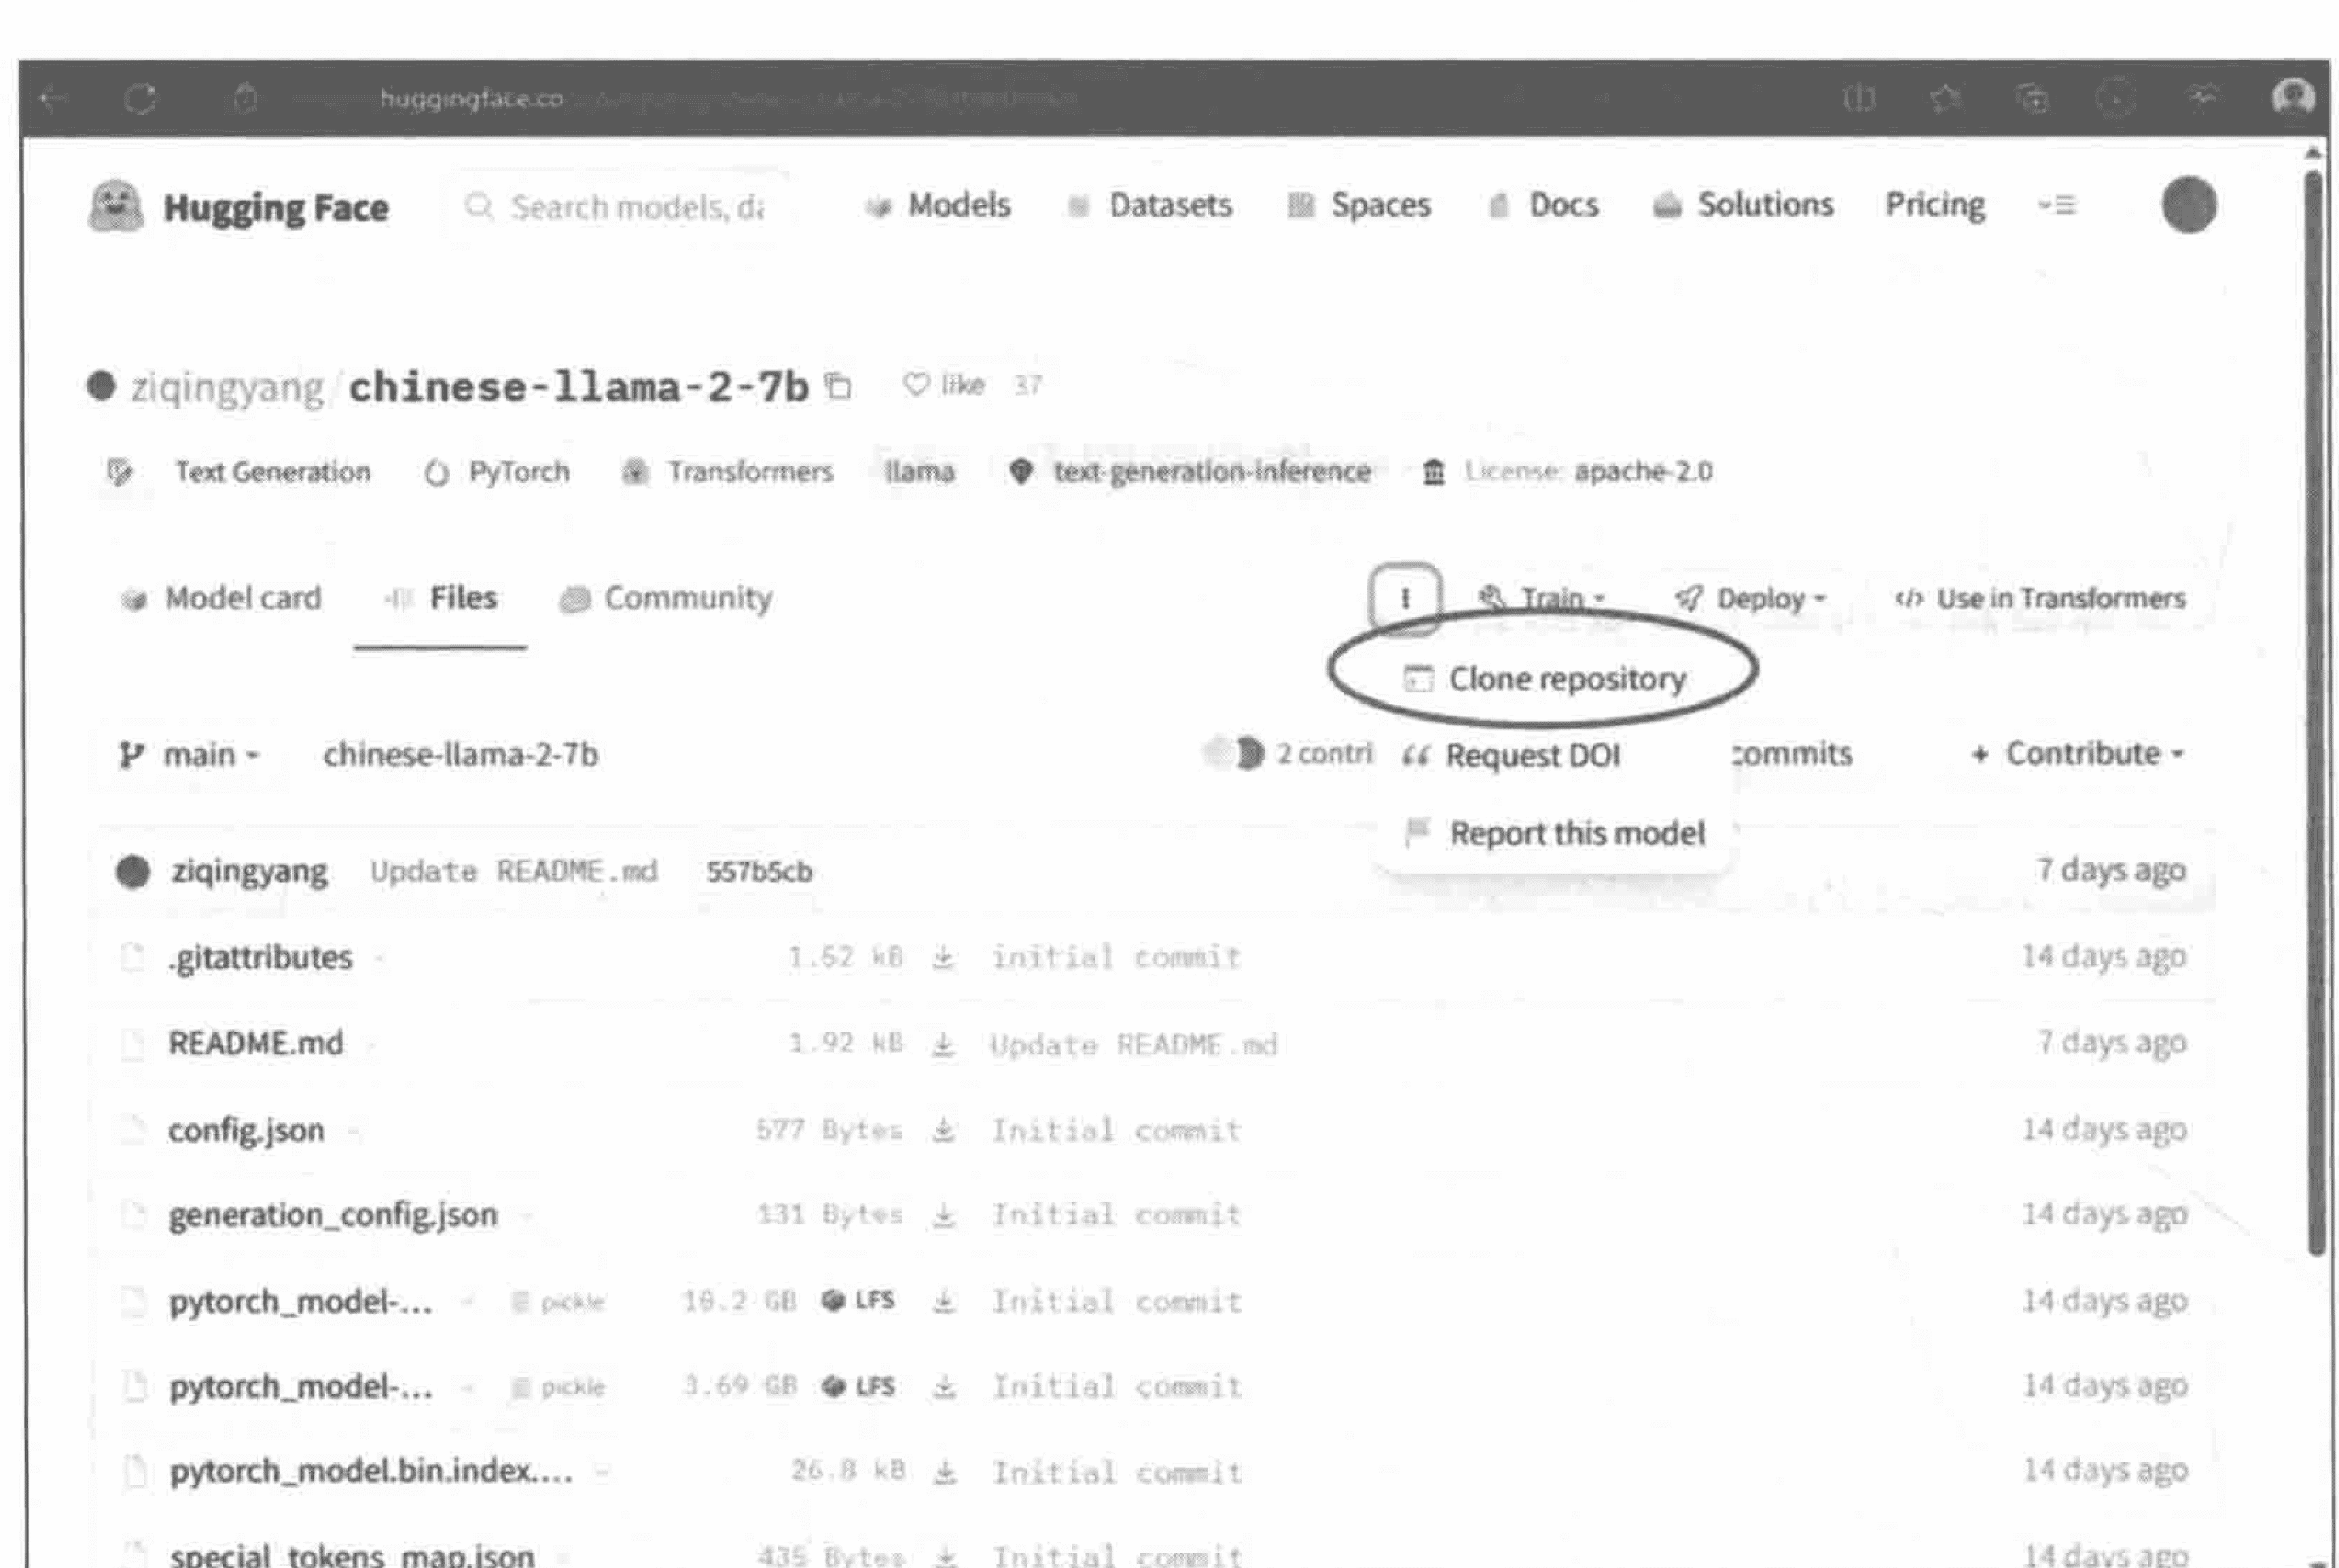 huggingface.co
Hugging Face Search models, da Models Datasets Spaces Docs Solutions Pricing
ziqingyang / chinese-llama-2-7b like 37
Text Generation PyTorch Transformers llama text-generation-inference License: apache-2.0
Model card Files Community Train Deploy </> Use in Transformers
Clone repository
main chinese-llama-2-7b 2 contri Request DOI commits + Contribute
Report this model
ziqingyang Update README.md 557b5cb 7 days ago
.gitattributes 1.52 kB initial commit 14 days ago
README.md 1.92 kB Update README.md 7 days ago
config.json 577 Bytes Initial commit 14 days ago
generation_config.json 131 Bytes Initial commit 14 days ago
pytorch_model-... pickle 10.2 GB LFS Initial commit 14 days ago
pytorch_model-... pickle 3.69 GB LFS Initial commit 14 days ago
pytorch_model.bin.index.... 26.8 kB Initial commit 14 days ago
special_tokens_map.json 435 Bytes Initial commit 14 days ago